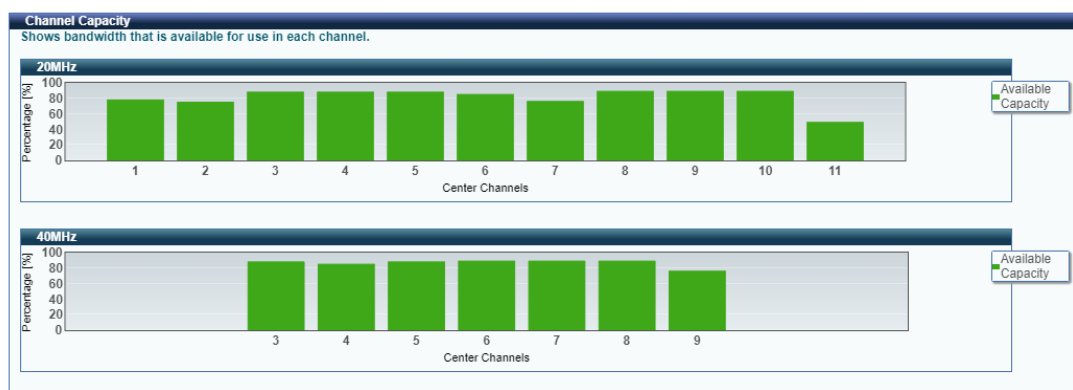 Channel Capacity
Shows bandwidth that is available for use in each channel.
20MHz
Percentage [%]
100
80
60
40
20
0
1 2 3 4 5 6 7 8 9 10 11
Center Channels
Available
Capacity
40MHz
Percentage [%]
100
80
60
40
20
0
3 4 5 6 7 8 9
Center Channels
Available
Capacity